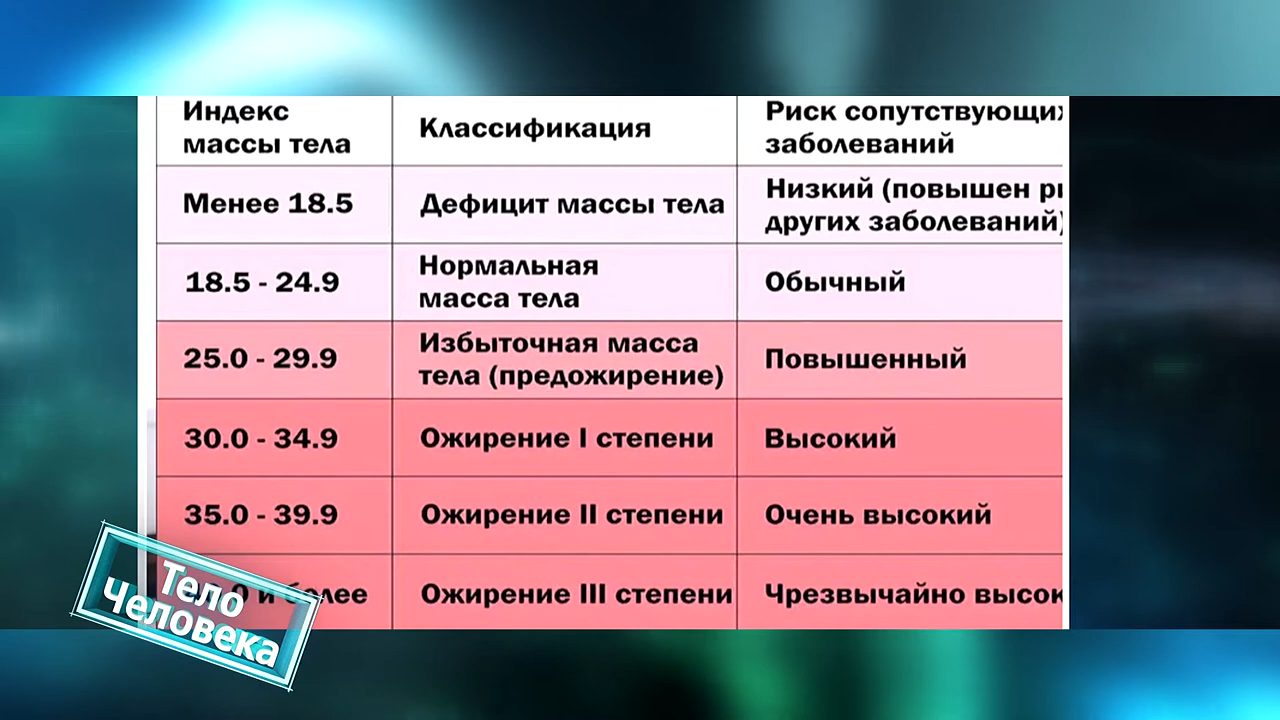 Индекс
массы тела
Классификация
Риск сопутствующих
заболеваний
Менее 18.5
Дефицит массы тела
Низкий (повышен
других заболеваний)
18.5 - 24.9
Нормальная
масса тела
Обычный
25.0 - 29.9
Избыточная масса
тела (предожирение)
Повышенный
30.0 - 34.9
Ожирение I степени
Высокий
35.0 - 39.9
Ожирение II степени
Очень высокий
и более
Ожирение III степени
Чрезвычайно
Тело
Человека